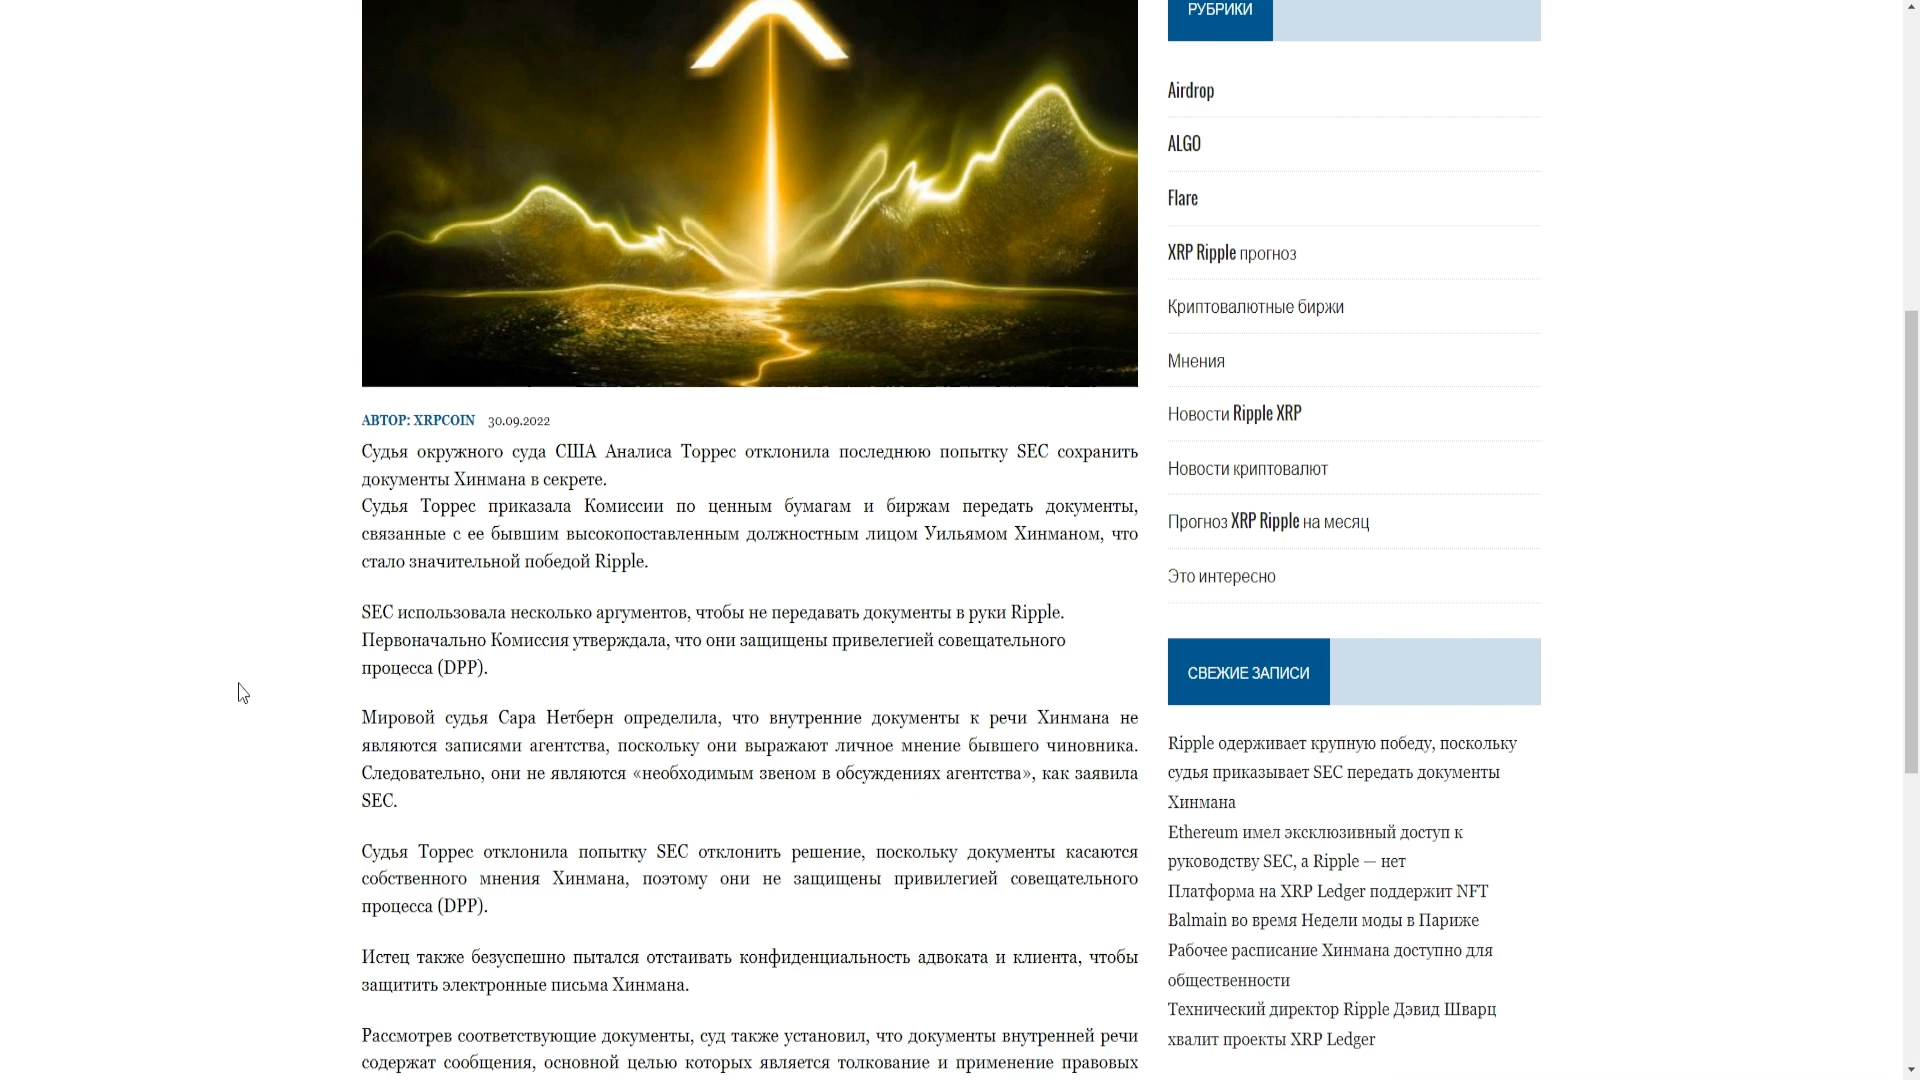 АВТОР: XRPCOIN 30.09.2022
Судья окружного суда США Аналиса Торрес отклонила последнюю попытку SEC сохранить
документы Хинмана в секрете.
Судья Торрес приказала Комиссии по ценным бумагам и биржам передать документы,
связанные с ее бывшим высокопоставленным должностным лицом Уильямом Хинманом, что
стало значительной победой Ripple.
SEC использовала несколько аргументов, чтобы не передавать документы в руки Ripple.
Первоначально Комиссия утверждала, что они защищены привелегией совещательного
процесса (DPP).
Мировой судья Сара Нетберн определила, что внутренние документы к речи Хинмана не
являются записями агентства, поскольку они выражают личное мнение бывшего чиновника.
Следовательно, они не являются «необходимым звеном в обсуждениях агентства», как заявила
SEC.
Судья Торрес отклонила попытку SEC отклонить решение, поскольку документы касаются
собственного мнения Хинмана, поэтому они не защищены привилегией совещательного
процесса (DPP).
Истец также безуспешно пытался отстаивать конфиденциальность адвоката и клиента, чтобы
защитить электронные письма Хинмана.
Рассмотрев соответствующие документы, суд также установил, что документы внутренней речи
содержат сообщения, основной целью которых является толкование и применение правовых
РУБРИКИ
Airdrop
ALGO
Flare
XRP Ripple прогноз
Криптовалютные биржи
Мнения
Новости Ripple XRP
Новости криптовалют
Прогноз XRP Ripple на месяц
Это интересно
СВЕЖИЕ ЗАПИСИ
Ripple одерживает крупную победу, поскольку
судья приказывает SEC передать документы
Хинмана
Ethereum имел эксклюзивный доступ к
руководству SEC, а Ripple — нет
Платформа на XRP Ledger поддержит NFT
Balmain во время Недели моды в Париже
Рабочее расписание Хинмана доступно для
общественности
Технический директор Ripple Дэвид Шварц
хвалит проекты XRP Ledger